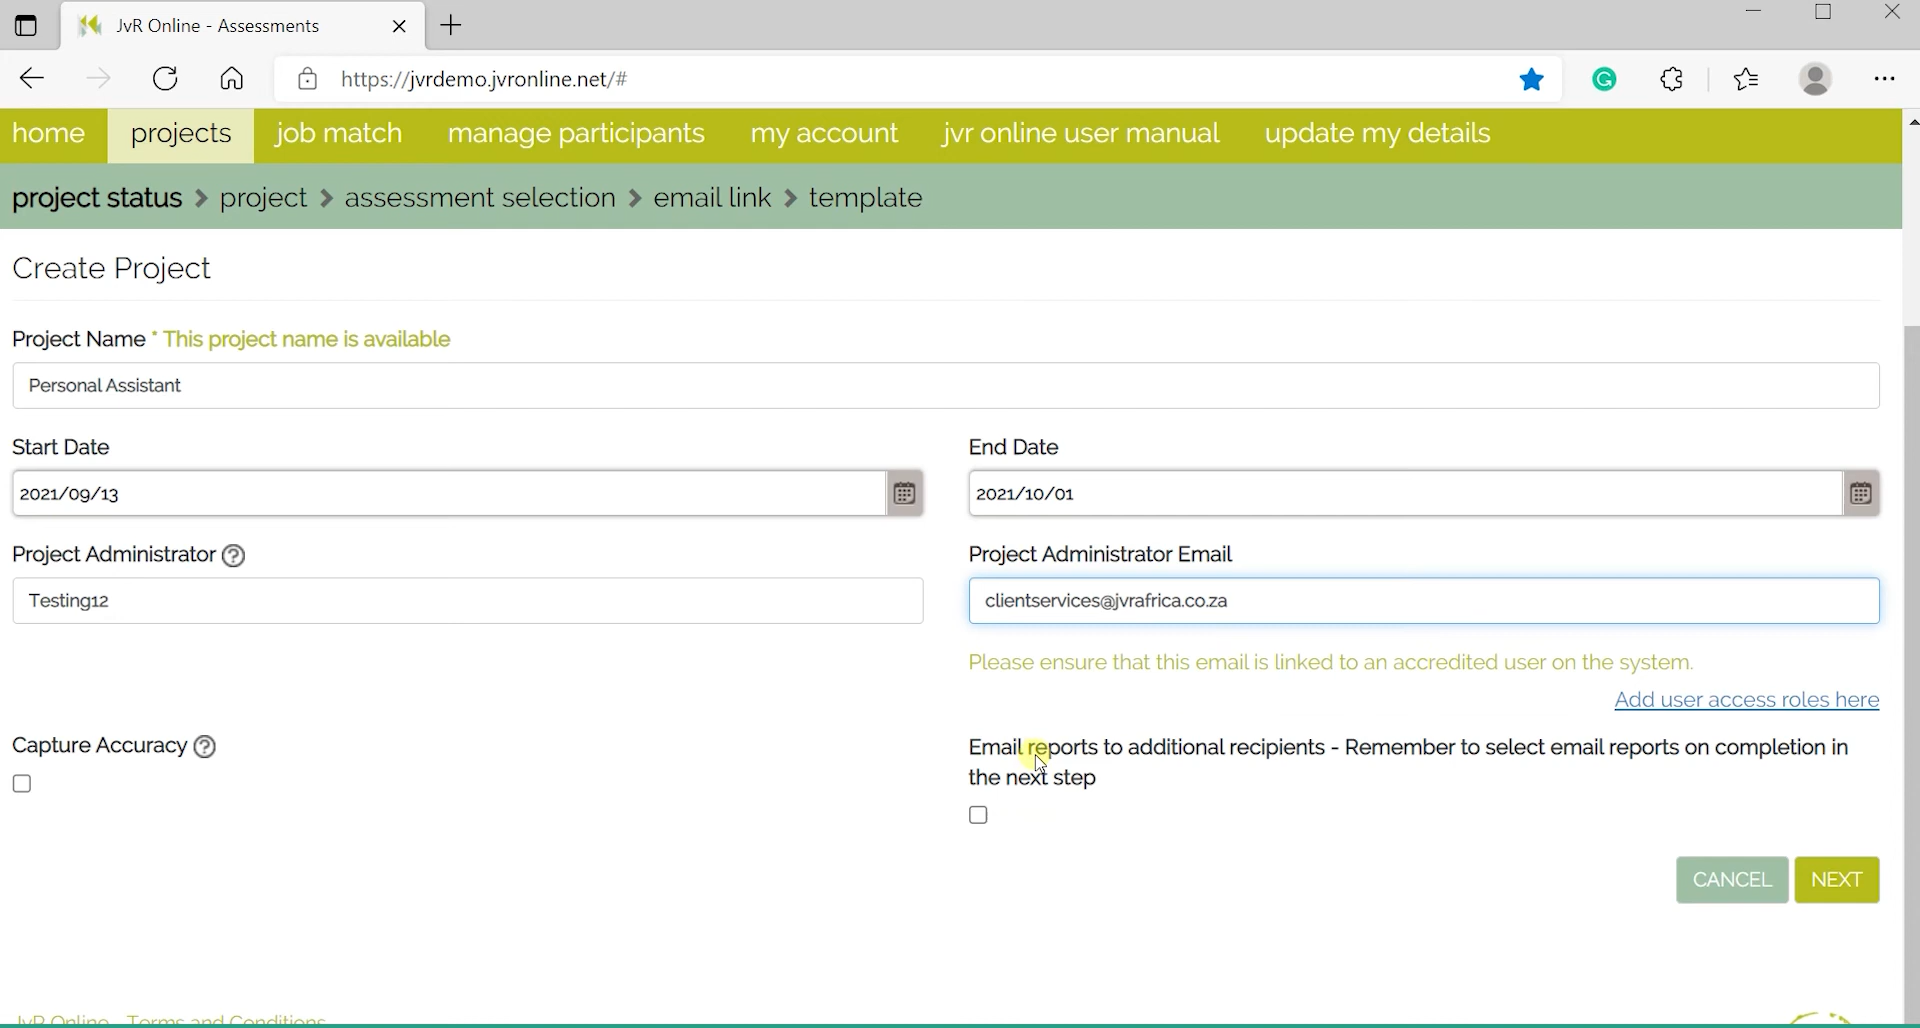 JvR Online - Assessments
https://jvrdemo.jvronline.net/#
home projects job match manage participants my account jvr online user manual update my details
project status > project > assessment selection > email link > template
Create Project
Project Name * This project name is available
Personal Assistant
Start Date
End Date
2021/09/13
2021/10/01
Project Administrator ?
Project Administrator Email
Testing12
clientservices@jvrafrica.co.za
Please ensure that this email is linked to an accredited user on the system.
Add user access roles here
Capture Accuracy ?
Email reports to additional recipients - Remember to select email reports on completion in
the next step
CANCEL NEXT
JvR Online - Terms and Conditions